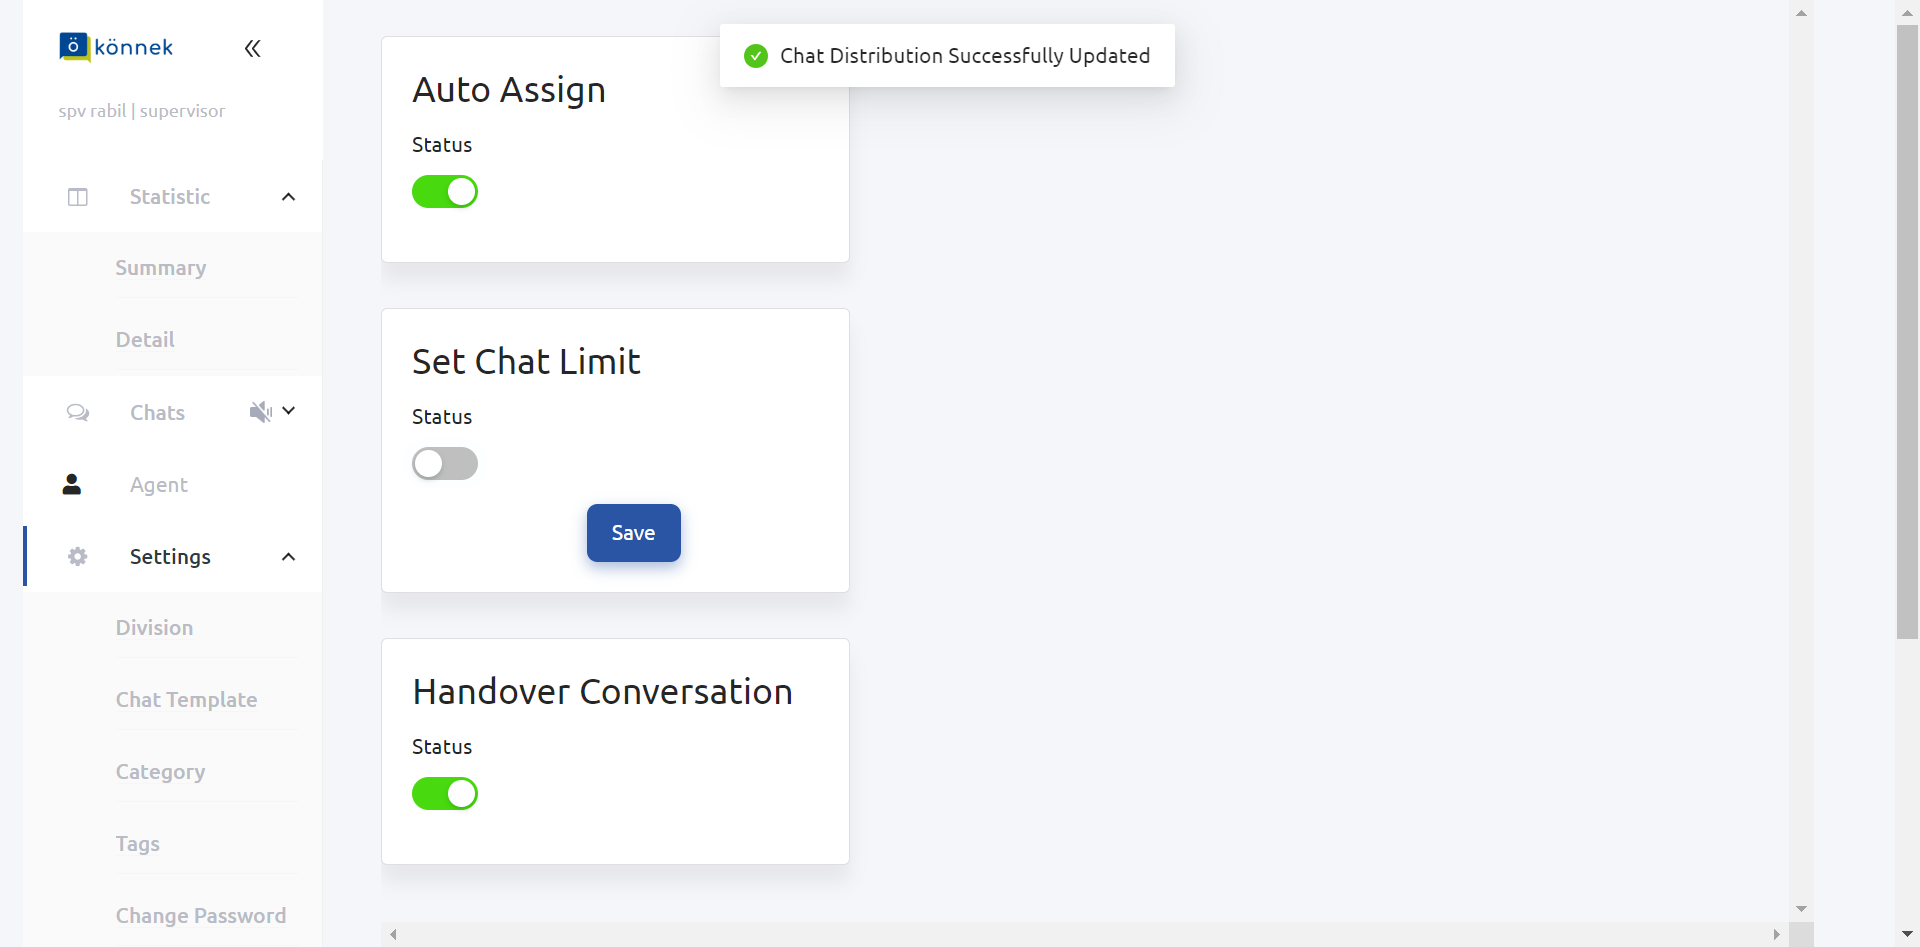 ö könnek
spv rabil | supervisor
Statistic
Summary
Detail
Chats
Agent
Settings
Division
Chat Template
Category
Tags
Change Password
Chat Distribution Successfully Updated
Auto Assign
Status
Set Chat Limit
Status
Save
Handover Conversation
Status